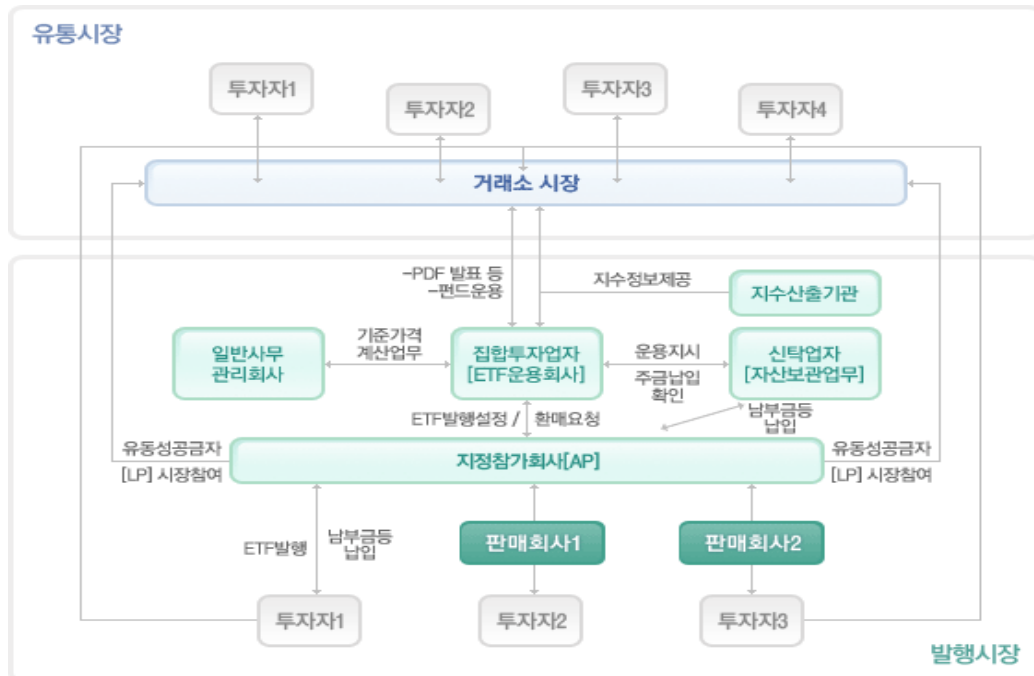 유통시장
투자자1
투자자2
투자자3
투자자4
거래소 시장
-PDF 발표 등
-펀드운용
지수정보제공
지수산출기관
일반사무
관리회사
기준가격
계산업무
집합투자업자
[ETF운용회사]
운용지시
주금납입
확인
신탁업자
[자산보관업무]
ETF발행설정 / 환매요청
납부금등
납입
유동성공급자
[LP] 시장참여
지정참가회사[AP]
유동성공급자
[LP] 시장참여
ETF발행
납부금등
납입
판매회사1
판매회사2
투자자1
투자자2
투자자3
발행시장